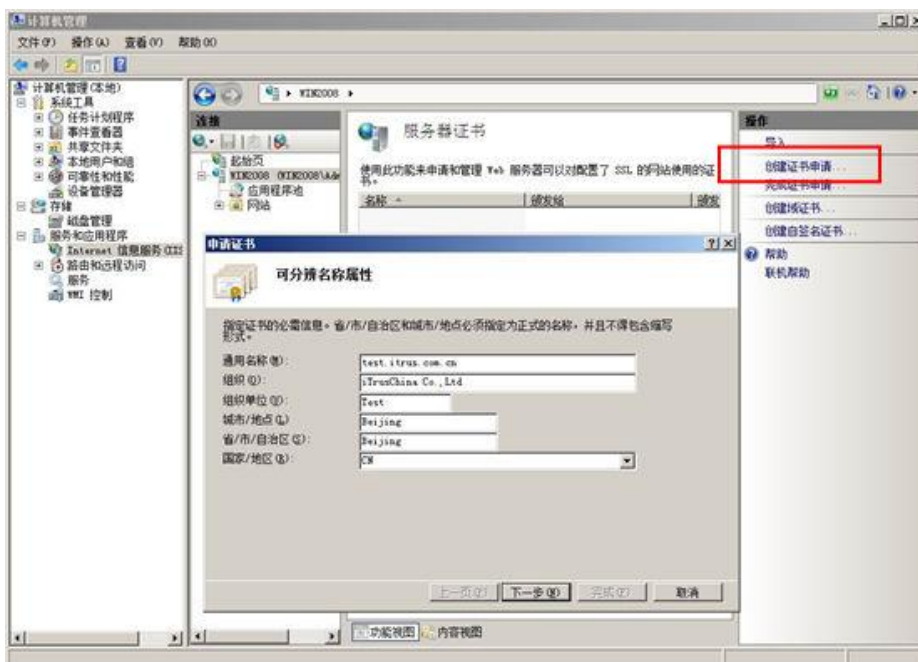 计算机管理
文件(F) 操作(A) 查看(V) 帮助(H)
计算机管理(本地)
系统工具
任务计划程序
事件查看器
共享文件夹
本地用户和组
可靠性和性能
设备管理器
存储
磁盘管理
服务和应用程序
Internet 信息服务(IIS
路由和远程访问
服务
WMI 控制
WIN2008
连接
起始页
WIN2008 (WIN2008\Adm
应用程序池
网站
服务器证书
使用此功能来申请和管理 Web 服务器可以对配置了 SSL 的网站使用的证
书。
名称 颁发给 颁发
操作
导入...
创建证书申请...
完成证书申请...
创建域证书...
创建自签名证书...
帮助
联机帮助
申请证书
可分辨名称属性
指定证书的必需信息。省/市/自治区和城市/地点必须指定为正式的名称，并且不得包含缩写
形式。
通用名称(M): test.itrus.com.cn
组织(O): iTrusChina Co.,Ltd
组织单位(U): Test
城市/地点(L) Beijing
省/市/自治区(S): Beijing
国家/地区(R): CN
上一页(P) 下一步(N) 完成(F) 取消
功能视图 内容视图